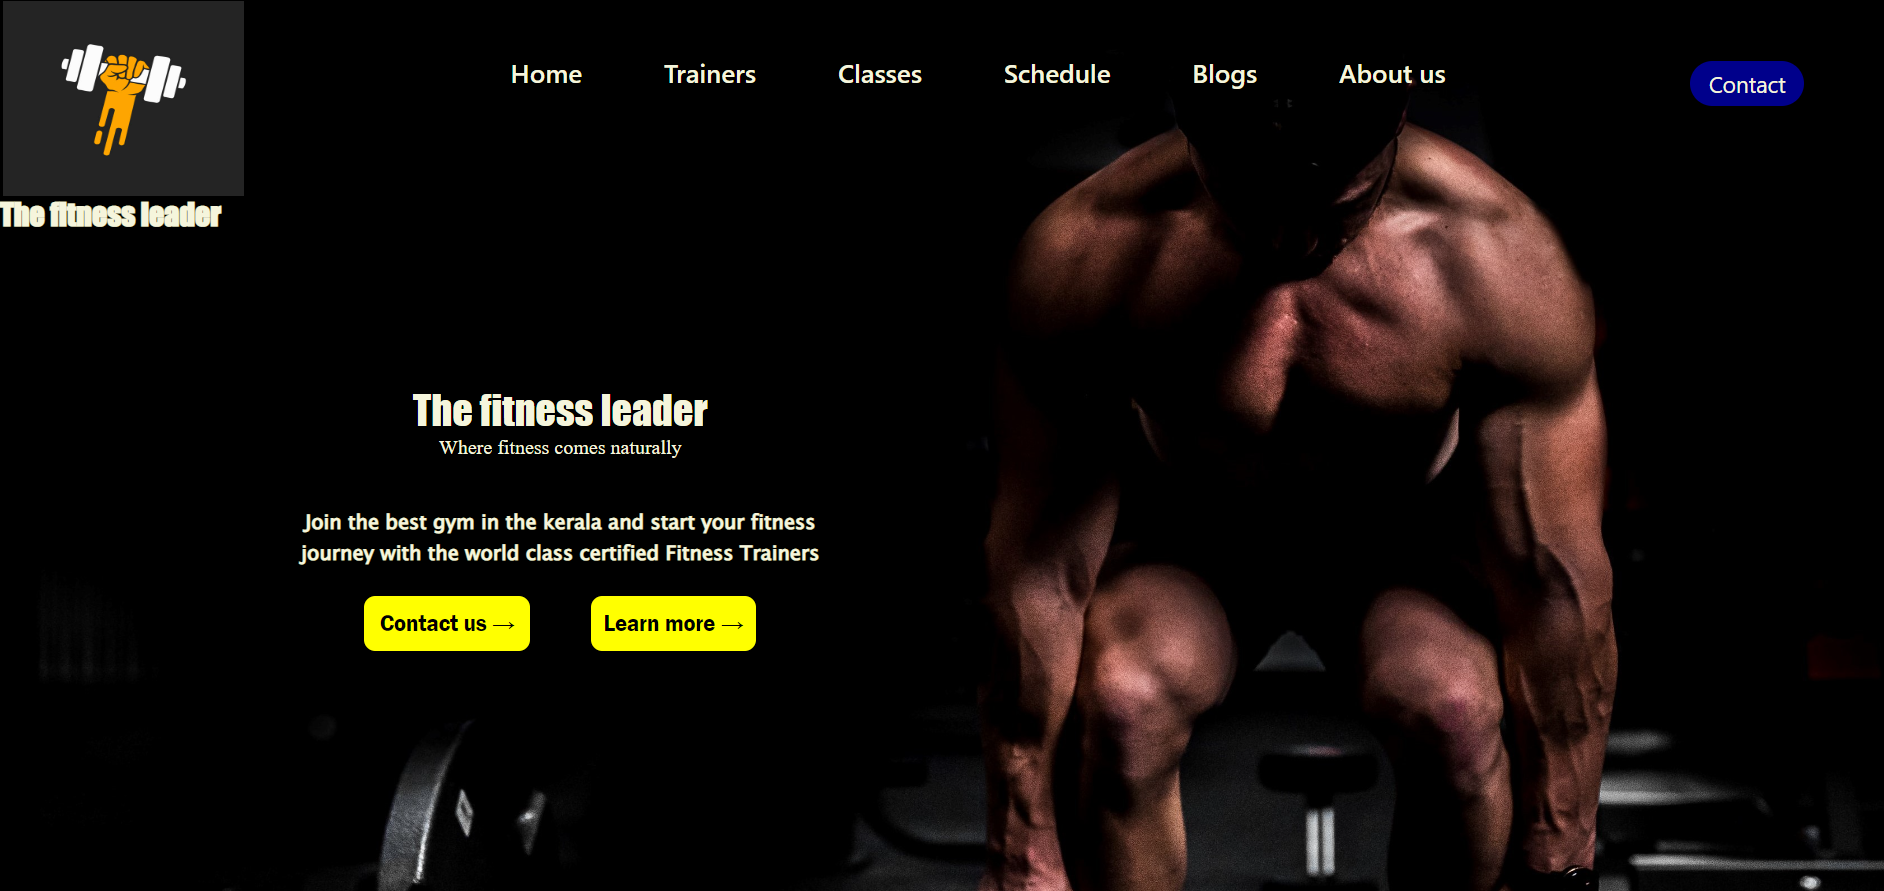 Home
Trainers
Classes
Schedule
Blogs
About us
Contact
The fitness leader
The fitness leader
Where fitness comes naturally
Join the best gym in the kerala and start your fitness
journey with the world class certified Fitness Trainers
Contact us →
Learn more →